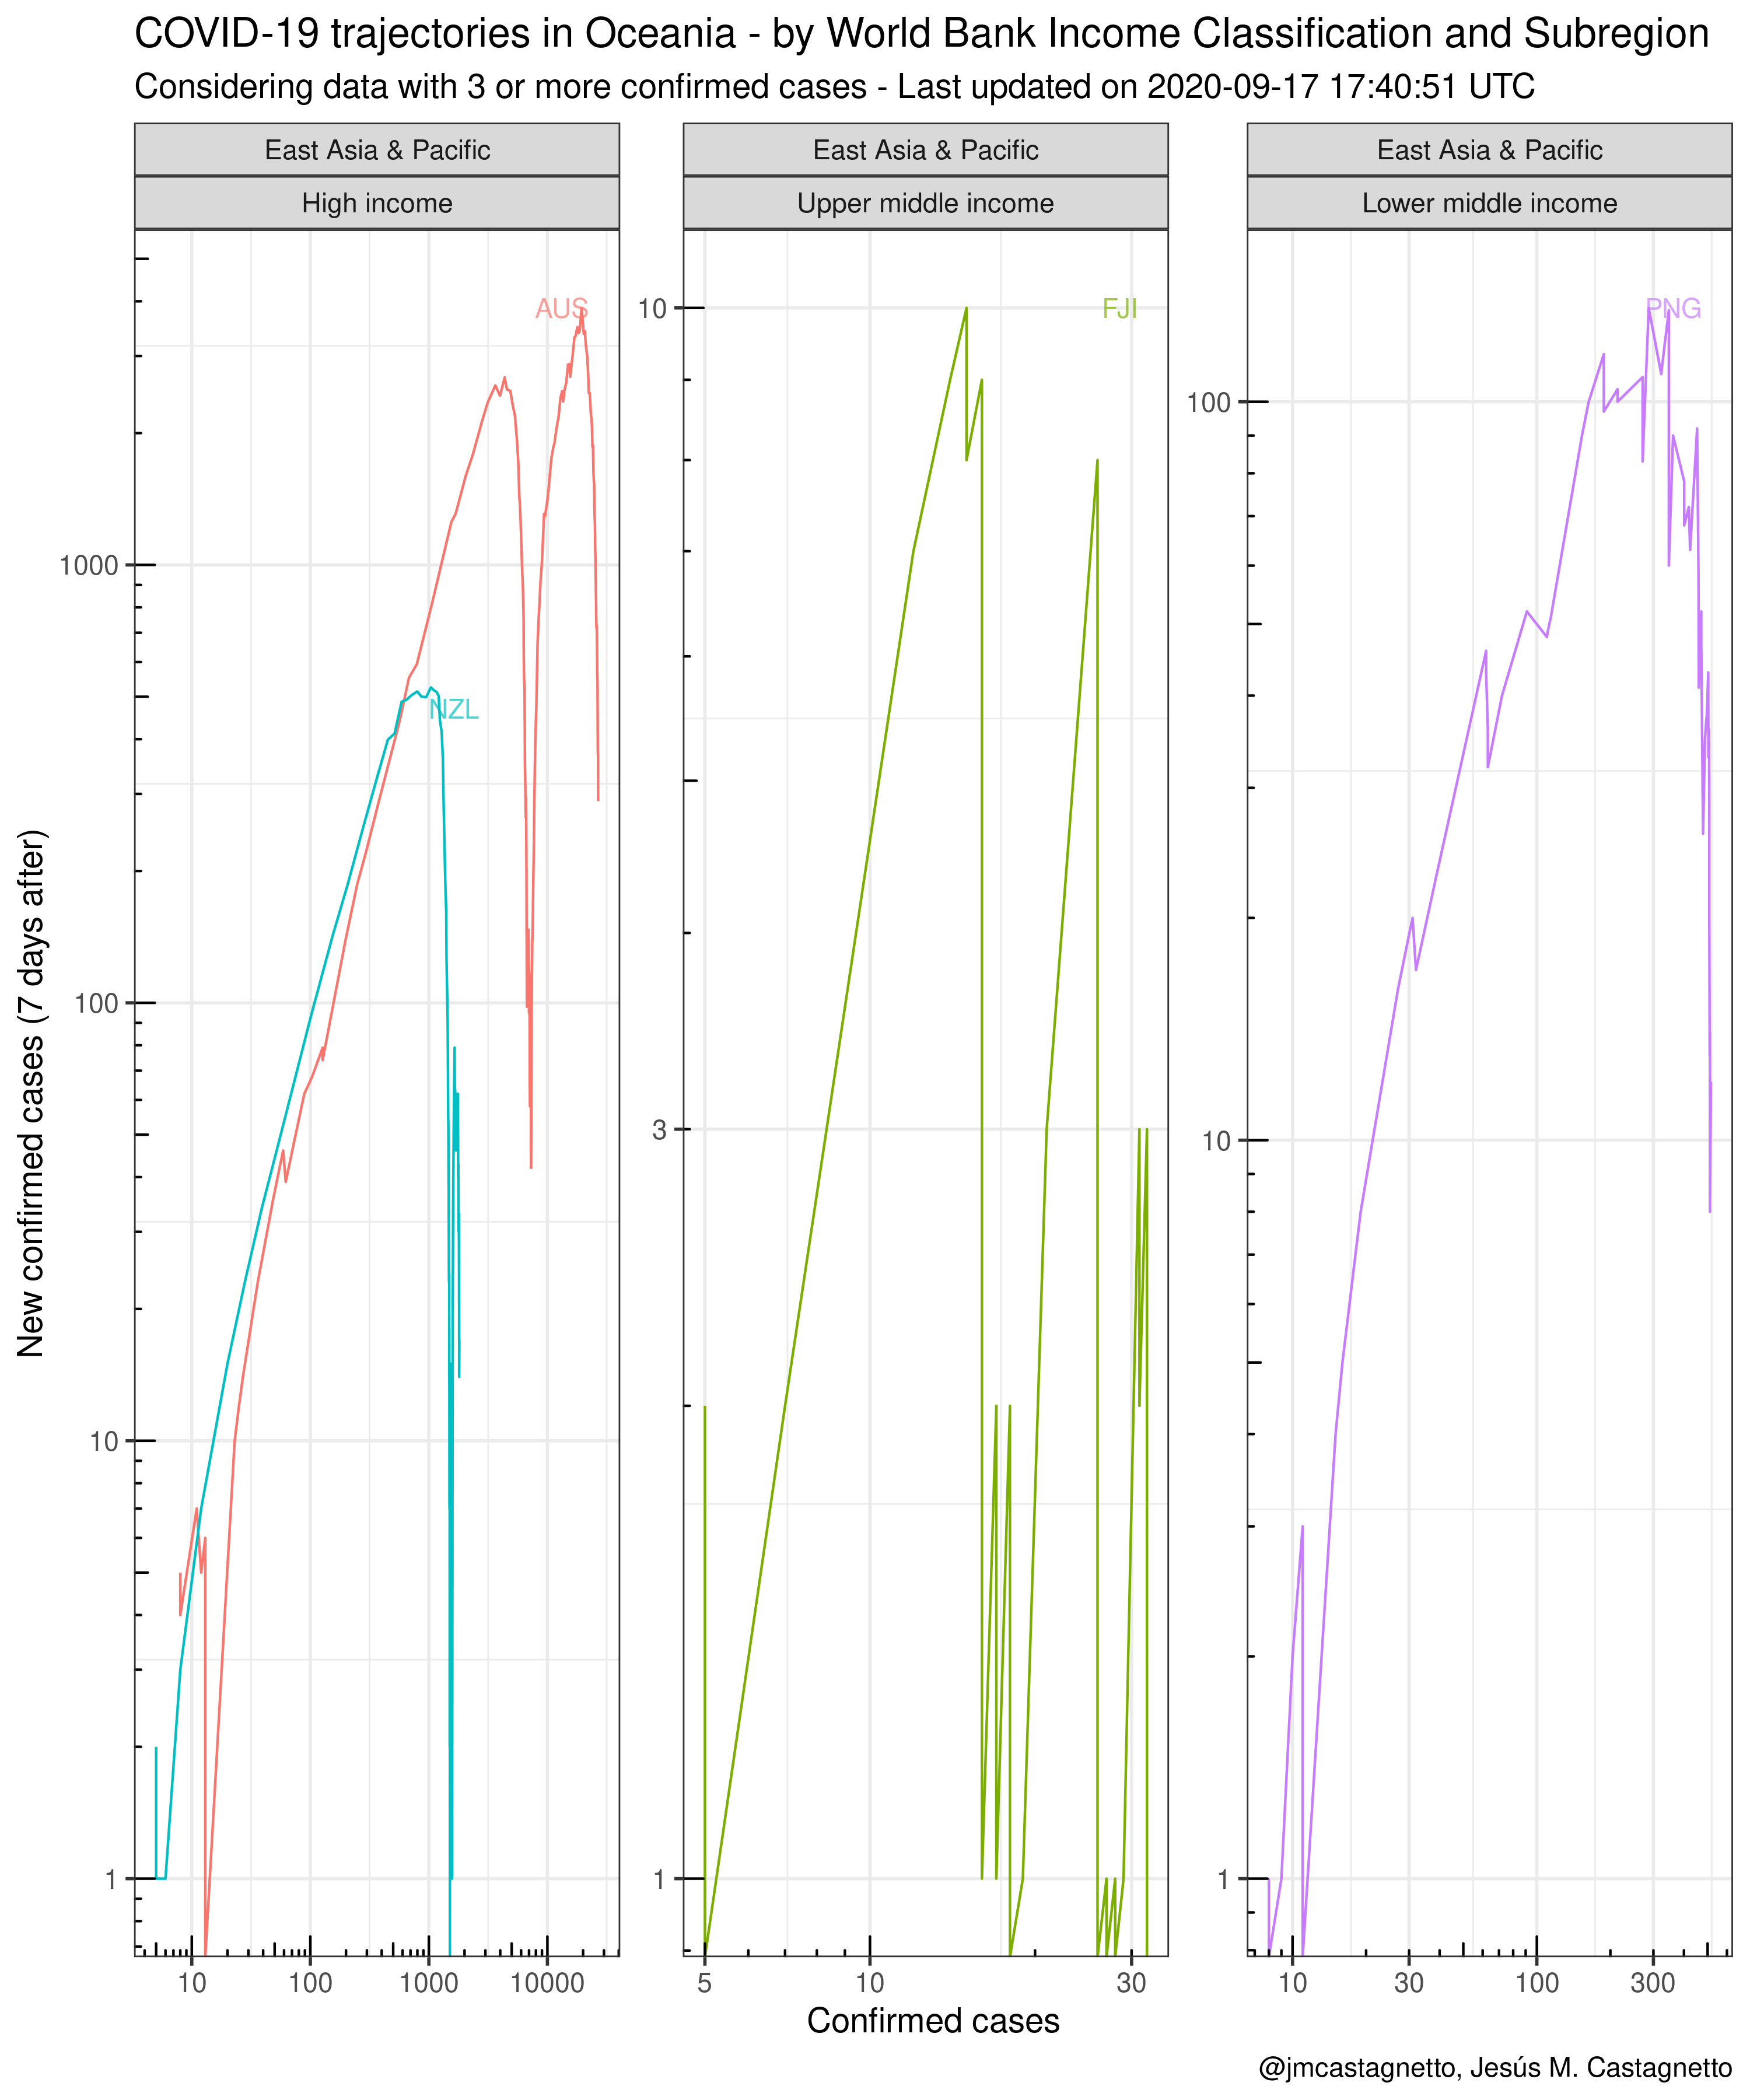 COVID-19 trajectories in Oceania - by World Bank Income Classification and Subregion
Considering data with 3 or more confirmed cases - Last updated on 2020-09-17 17:40:51 UTC
East Asia & Pacific
High income
East Asia & Pacific
Upper middle income
East Asia & Pacific
Lower middle income
New confirmed cases (7 days after)
1000
100
10
1
AUS
NZL
10
100
1000
10000
10
3
1
FJI
5
10
30
100
10
1
PNG
10
30
100
300
Confirmed cases
@jmcastagnetto, Jesús M. Castagnetto